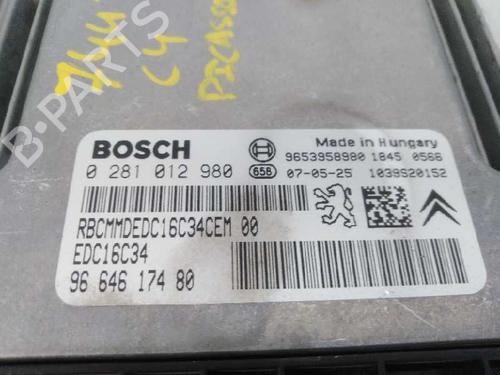 C4
PICASSO
B-PARTS
BOSCH
Made in Hungary
0 281 012 980
9653958980 1845 0566
658 07-05-25 1039S20152
RBCMMDEDC16C34CEM 00
EDC16C34
96 646 174 80